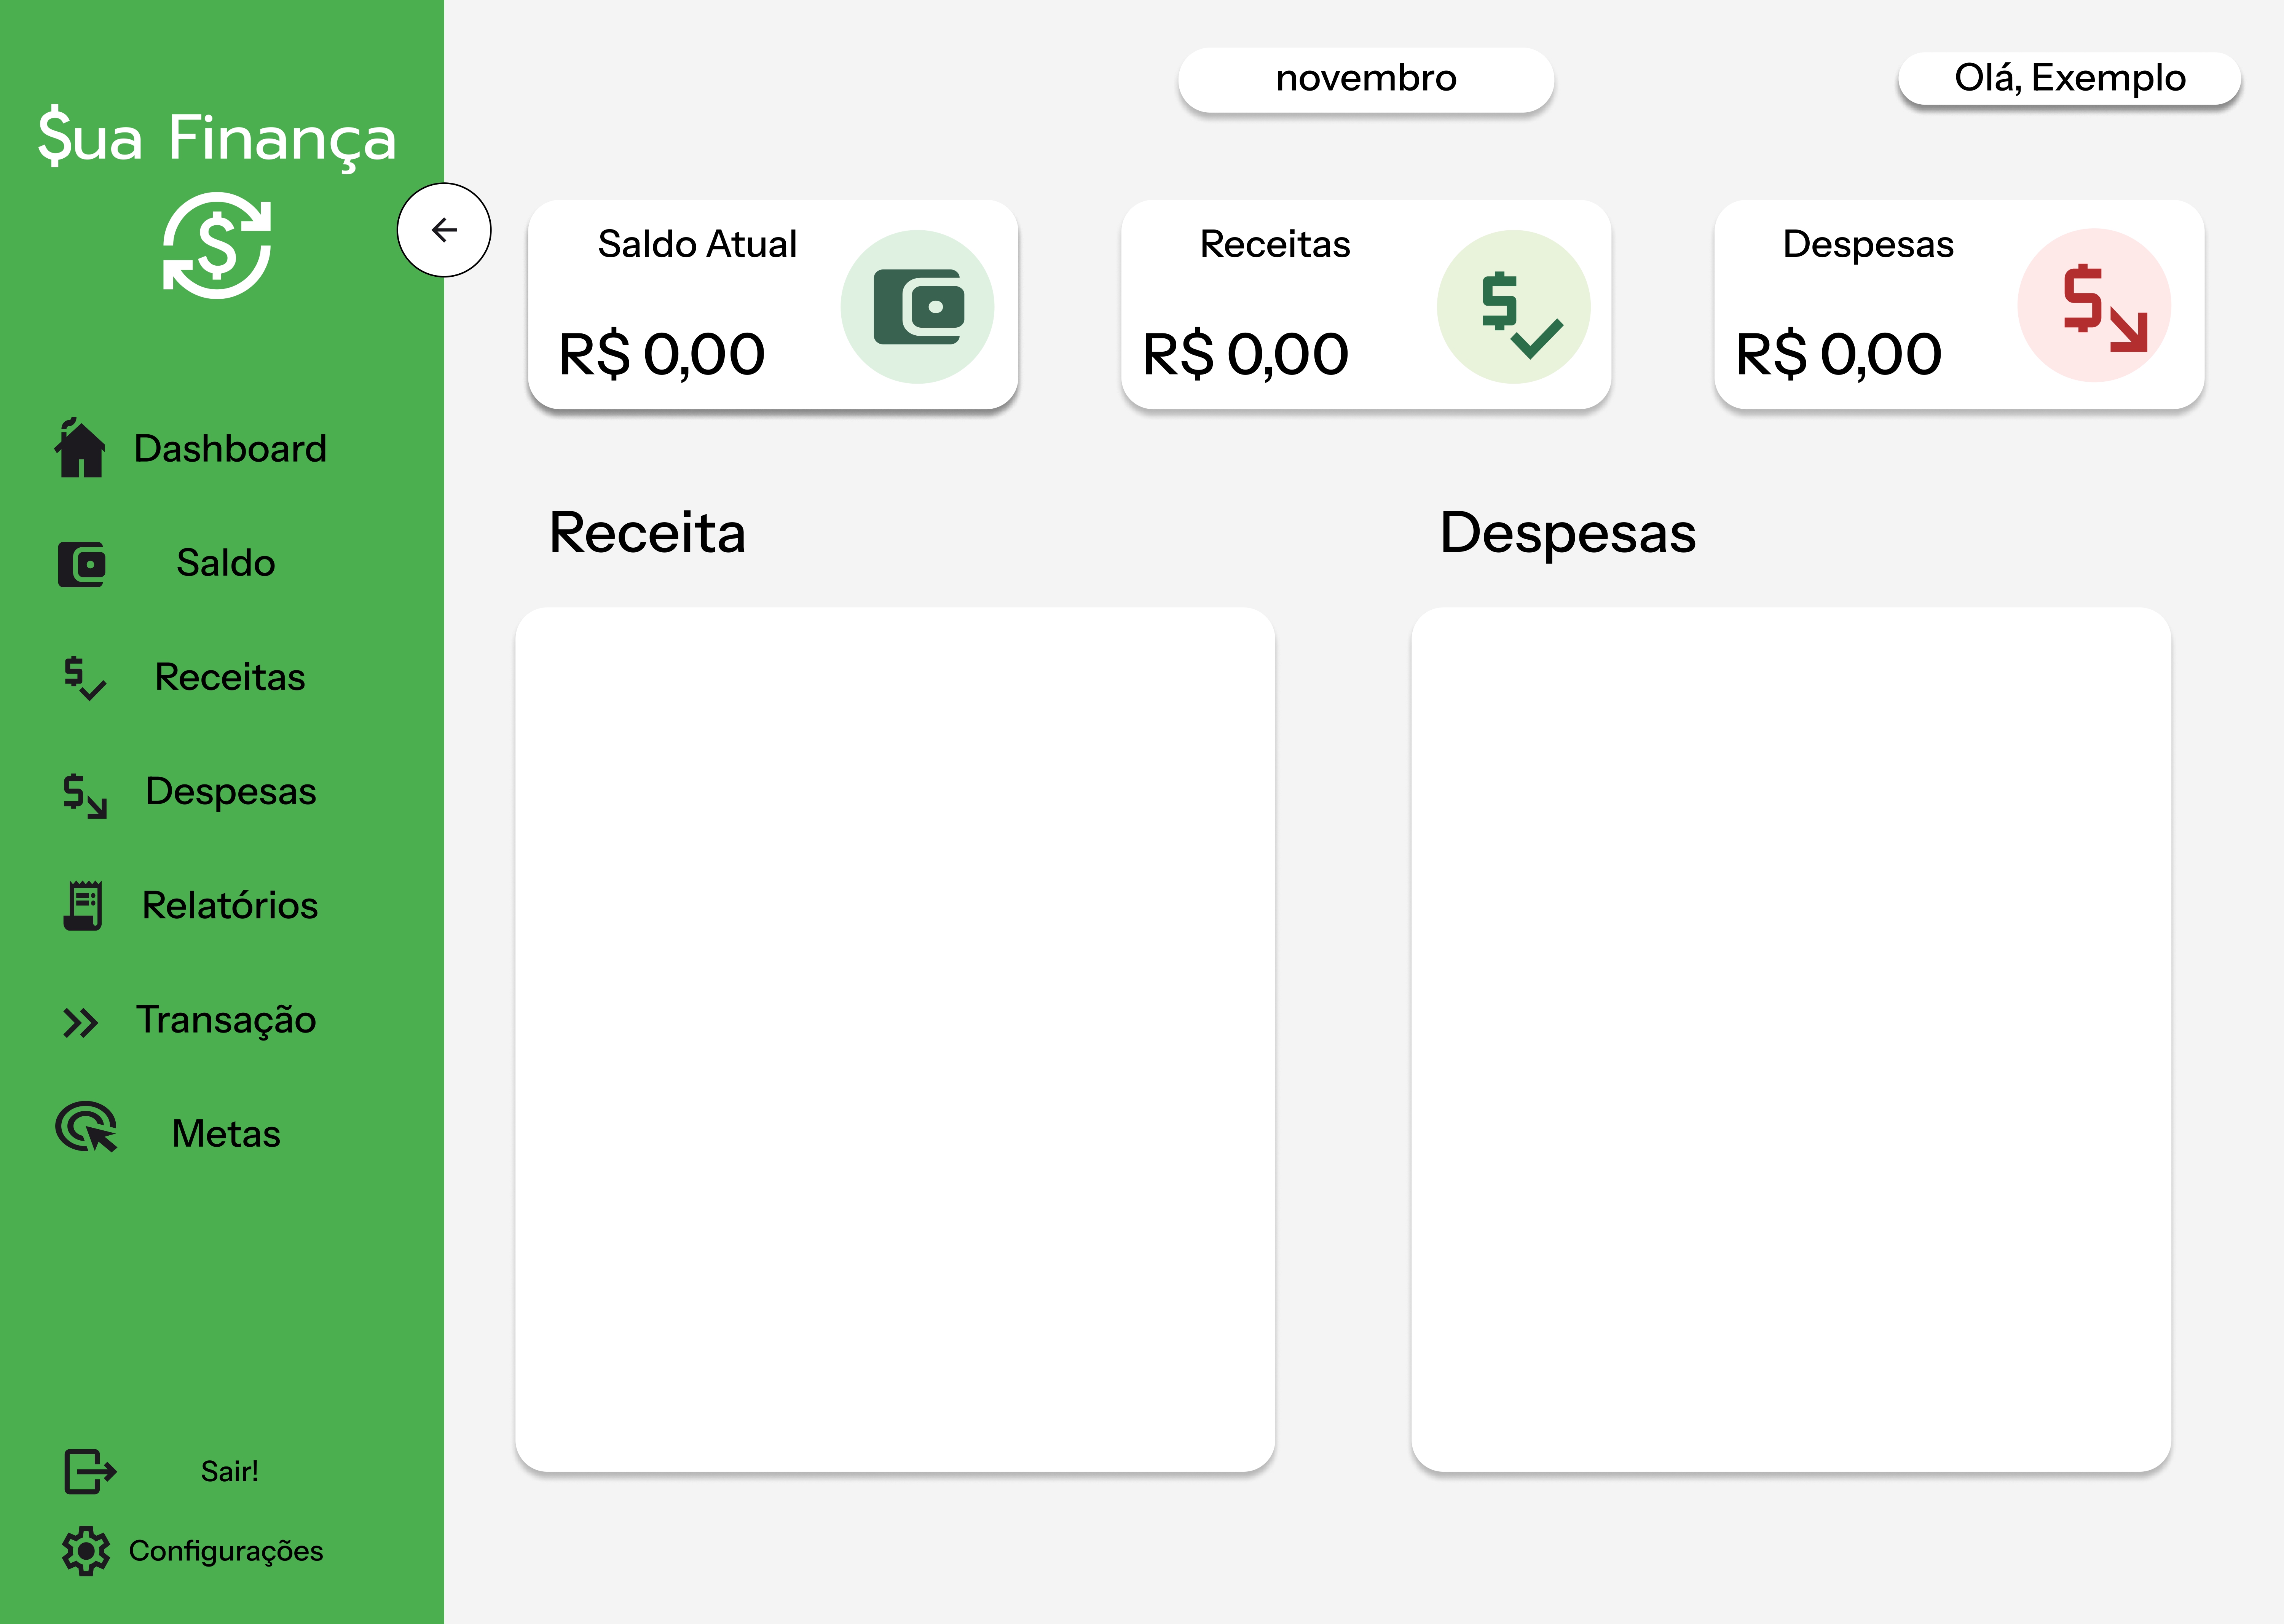 $ua Finança
Dashboard
Saldo
Receitas
Despesas
Relatórios
Transação
Metas
Sair!
Configurações
novembro
Olá, Exemplo
Saldo Atual
R$ 0,00
Receitas
R$ 0,00
Despesas
R$ 0,00
Receita
Despesas